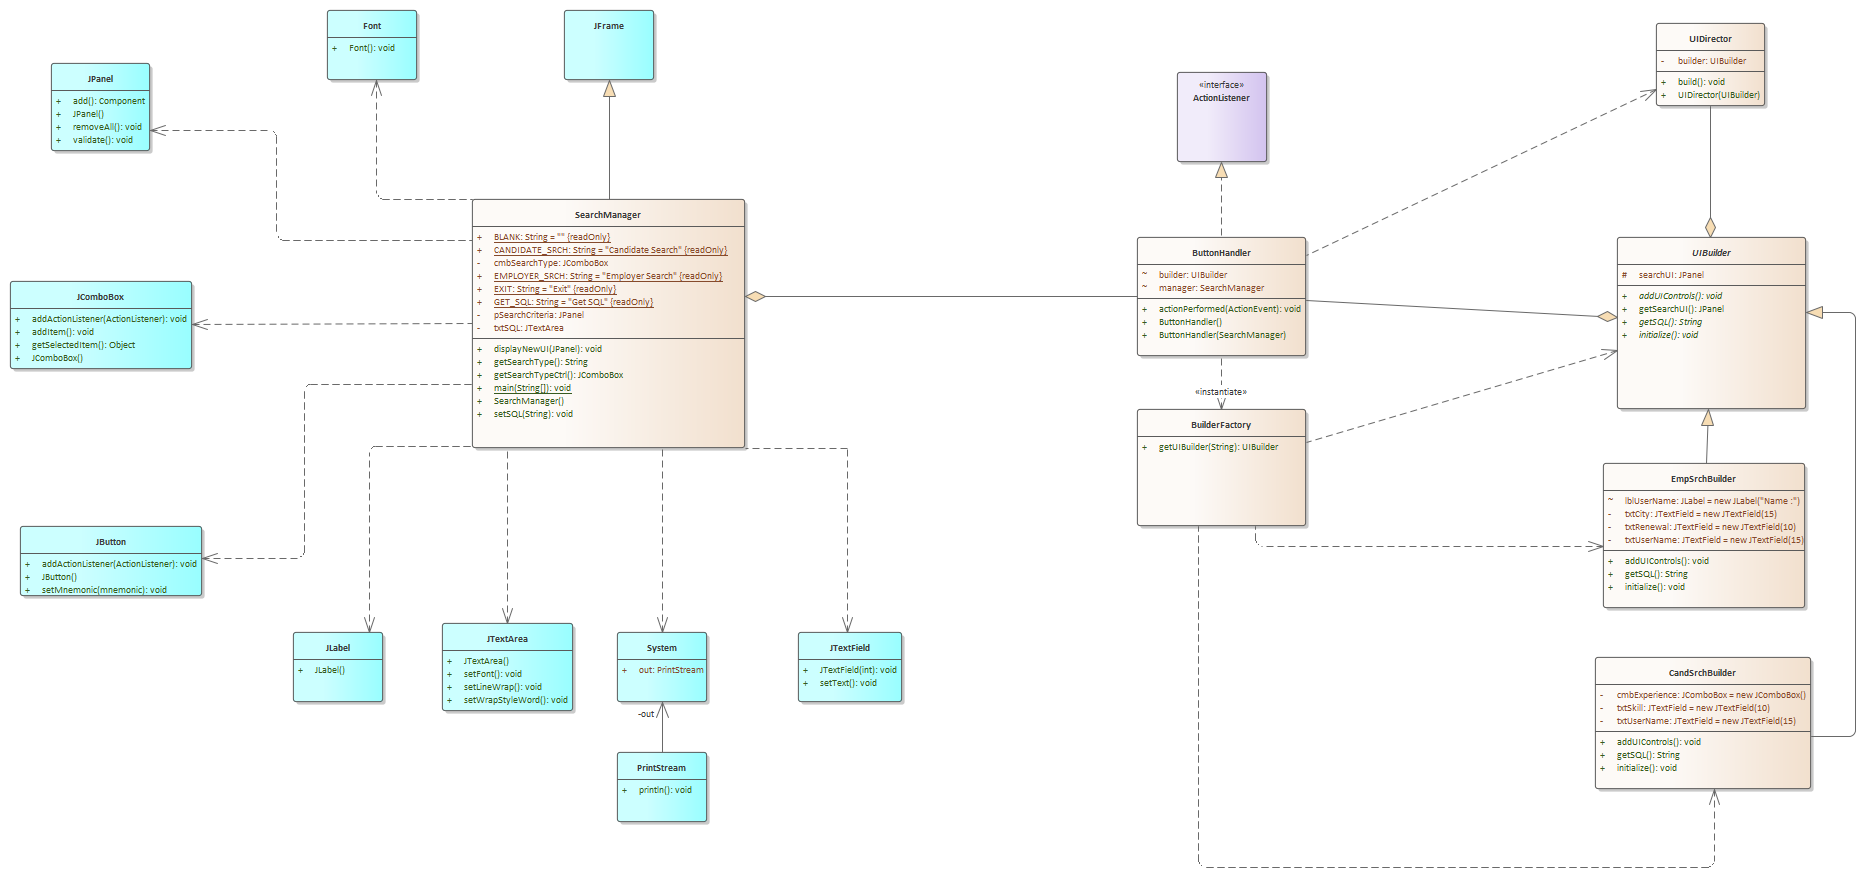 Font
+ Font(): void
JFrame
JPanel
+ add(): Component
+ JPanel()
+ removeAll(): void
+ validate(): void
«interface»
ActionListener
UIDirector
- builder: UIBuilder
+ build(): void
+ UIDirector(UIBuilder)
SearchManager
+ BLANK: String = "" {readOnly}
+ CANDIDATE_SRCH: String = "Candidate Search" {readOnly}
- cmbSearchType: JComboBox
+ EMPLOYER_SRCH: String = "Employer Search" {readOnly}
+ EXIT: String = "Exit" {readOnly}
+ GET_SQL: String = "Get SQL" {readOnly}
- pSearchCriteria: JPanel
- txtSQL: JTextArea
+ displayNewUI(JPanel): void
+ getSearchType(): String
+ getSearchTypeCtrl(): JComboBox
+ main(String[]): void
+ SearchManager()
+ setSQL(String): void
ButtonHandler
~ builder: UIBuilder
~ manager: SearchManager
+ actionPerformed(ActionEvent): void
+ ButtonHandler()
+ ButtonHandler(SearchManager)
UIBuilder
# searchUI: JPanel
+ addUIControls(): void
+ getSearchUI(): JPanel
+ getSQL(): String
+ initialize(): void
JComboBox
+ addActionListener(ActionListener): void
+ addItem(): void
+ getSelectedItem(): Object
+ JComboBox()
«instantiate»
BuilderFactory
+ getUIBuilder(String): UIBuilder
EmpSrchBuilder
~ lblUserName: JLabel = new JLabel("Name :")
- txtCity: JTextField = new JTextField(15)
- txtRenewal: JTextField = new JTextField(10)
- txtUserName: JTextField = new JTextField(15)
+ addUIControls(): void
+ getSQL(): String
+ initialize(): void
JButton
+ addActionListener(ActionListener): void
+ JButton()
+ setMnemonic(mnemonic): void
JLabel
+ JLabel()
JTextArea
+ JTextArea()
+ setFont(): void
+ setLineWrap(): void
+ setWrapStyleWord(): void
System
+ out: PrintStream
JTextField
+ JTextField(int): void
+ setText(): void
-out
PrintStream
+ println(): void
CandSrchBuilder
- cmbExperience: JComboBox = new JComboBox()
- txtSkill: JTextField = new JTextField(10)
- txtUserName: JTextField = new JTextField(15)
+ addUIControls(): void
+ getSQL(): String
+ initialize(): void